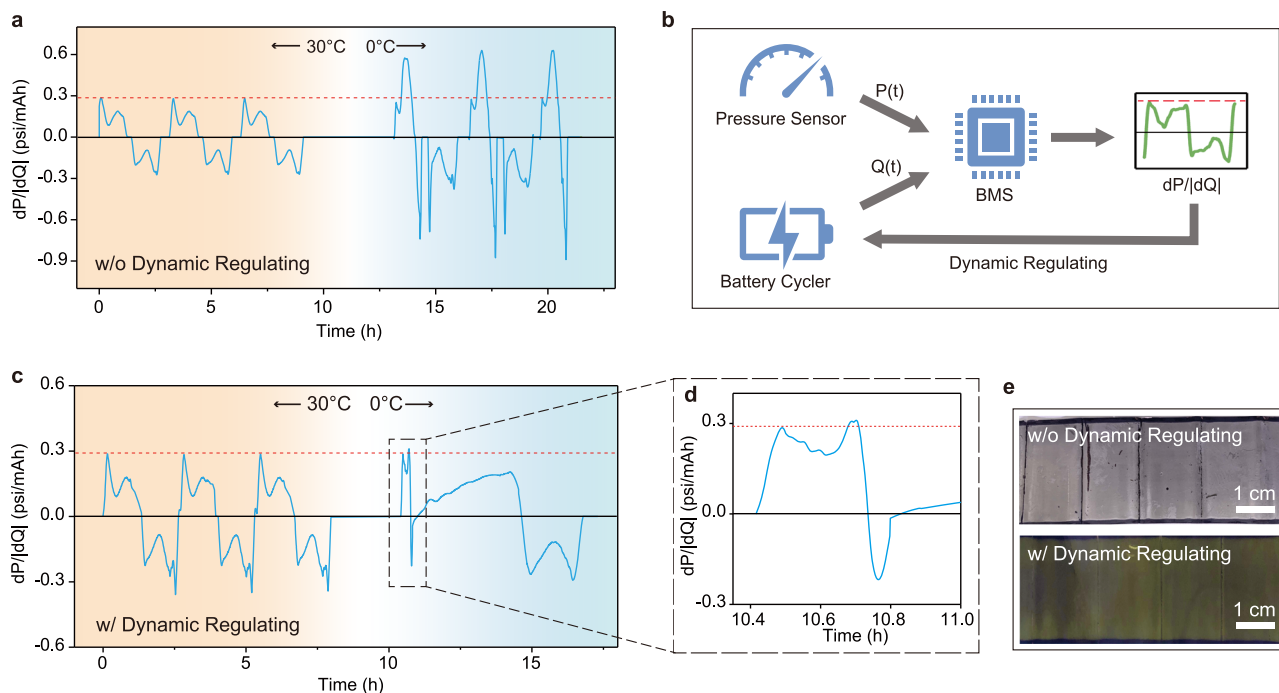 a
0.6
0.3
0.0
-0.3
-0.6
-0.9
dP/|dQ| (psi/mAh)
← 30°C 0°C →
w/o Dynamic Regulating
0 5 10 15 20
Time (h)
b
Pressure Sensor
P(t)
Q(t)
BMS
dP/|dQ|
Battery Cycler
Dynamic Regulating
c
0.6
0.3
0.0
-0.3
-0.6
dP/|dQ| (psi/mAh)
← 30°C 0°C →
w/ Dynamic Regulating
0 5 10 15
Time (h)
d
0.3
0.0
-0.3
dP/|dQ| (psi/mAh)
10.4 10.6 10.8 11.0
Time (h)
e
w/o Dynamic Regulating
1 cm
w/ Dynamic Regulating
1 cm